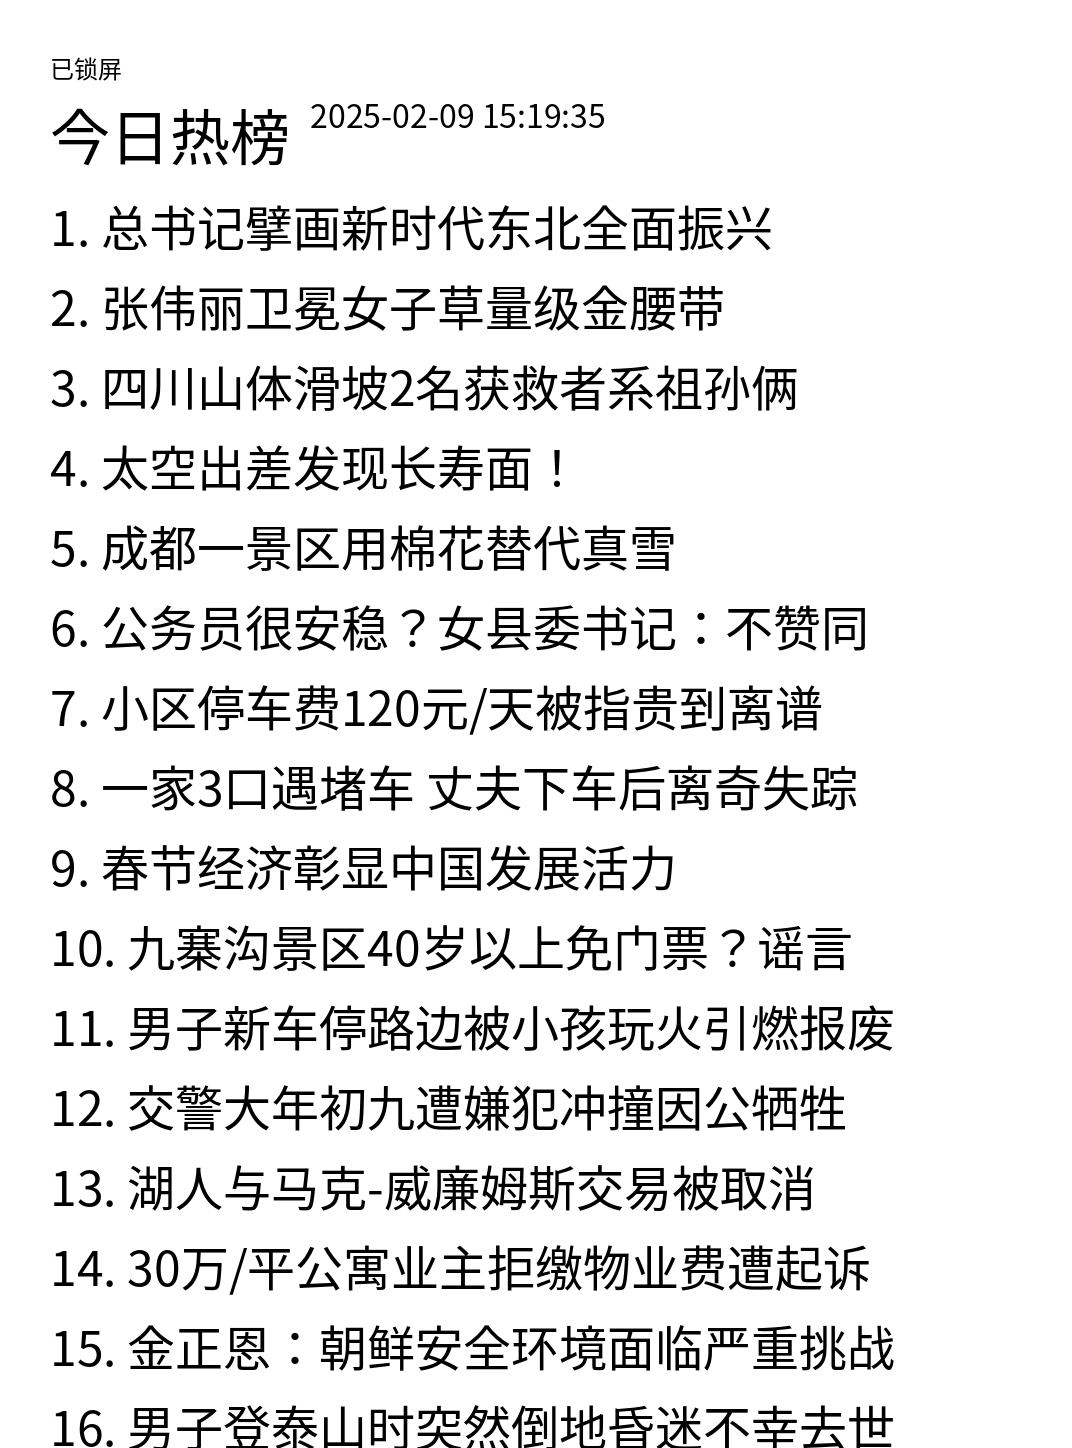 已锁屏
今日热榜 2025-02-09 15:19:35
1. 总书记擘画新时代东北全面振兴
2. 张伟丽卫冕女子草量级金腰带
3. 四川山体滑坡2名获救者系祖孙俩
4. 太空出差发现长寿面！
5. 成都一景区用棉花替代真雪
6. 公务员很安稳？女县委书记：不赞同
7. 小区停车费120元/天被指贵到离谱
8. 一家3口遇堵车 丈夫下车后离奇失踪
9. 春节经济彰显中国发展活力
10. 九寨沟景区40岁以上免门票？谣言
11. 男子新车停路边被小孩玩火引燃报废
12. 交警大年初九遭嫌犯冲撞因公牺牲
13. 湖人与马克-威廉姆斯交易被取消
14. 30万/平公寓业主拒缴物业费遭起诉
15. 金正恩：朝鲜安全环境面临严重挑战
16. 男子登泰山时突然倒地昏迷不幸去世